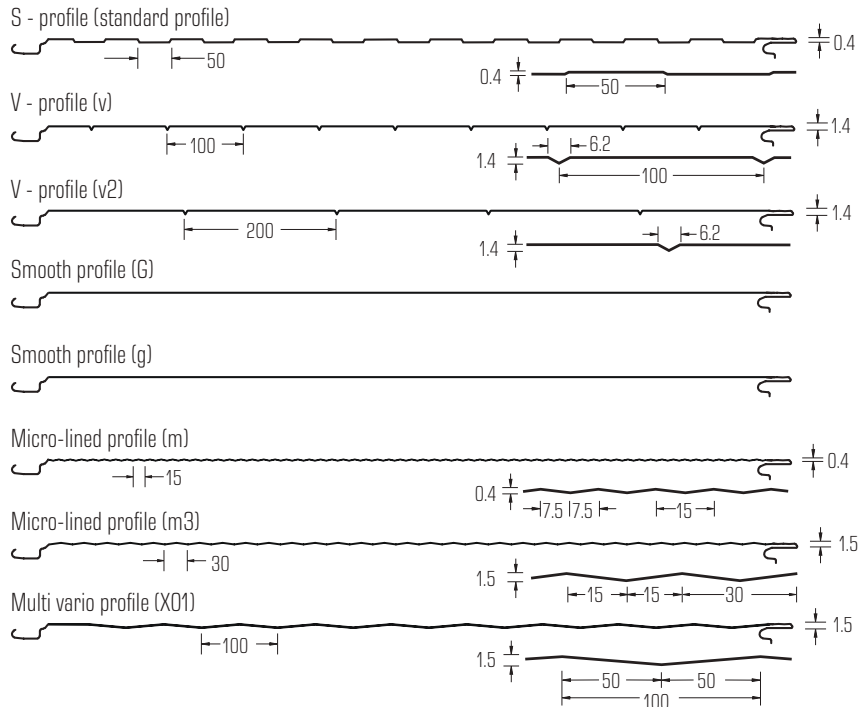 S - profile (standard profile)
0.4
50
0.4
50
V - profile (v)
1.4
100
6.2
1.4
100
V - profile (v2)
1.4
200
6.2
1.4
Smooth profile (G)
Smooth profile (g)
Micro-lined profile (m)
0.4
15
0.4
7.5 7.5 15
Micro-lined profile (m3)
1.5
30
1.5
15 15 30
Multi vario profile (X01)
1.5
100
1.5
50 50
100